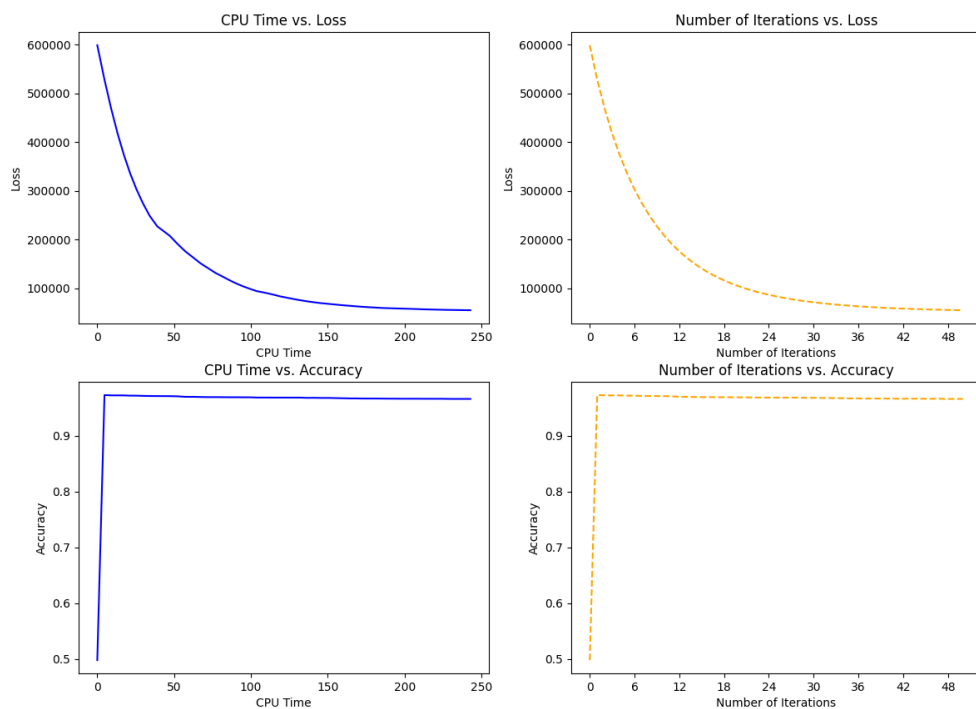 CPU Time vs. Loss
600000
500000
400000
300000
200000
100000
Loss
0 50 100 150 200 250
CPU Time
Number of Iterations vs. Loss
600000
500000
400000
300000
200000
100000
Loss
0 6 12 18 24 30 36 42 48
Number of Iterations
CPU Time vs. Accuracy
0.9
0.8
0.7
0.6
0.5
Accuracy
0 50 100 150 200 250
CPU Time
Number of Iterations vs. Accuracy
0.9
0.8
0.7
0.6
0.5
Accuracy
0 6 12 18 24 30 36 42 48
Number of Iterations